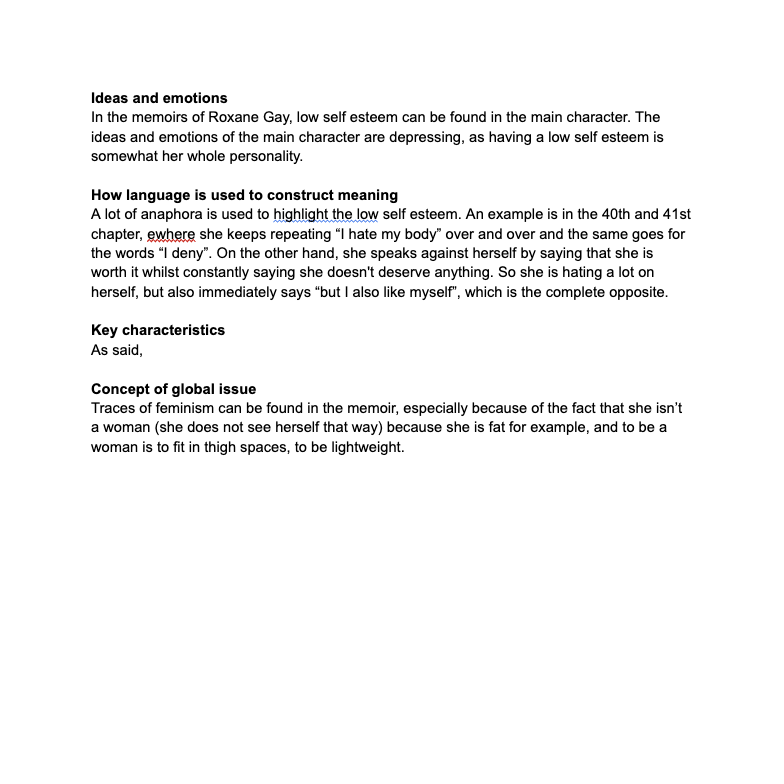 Ideas and emotions
In the memoirs of Roxane Gay, low self esteem can be found in the main character. The
ideas and emotions of the main character are depressing, as having a low self esteem is
somewhat her whole personality.
How language is used to construct meaning
A lot of anaphora is used to highlight the low self esteem. An example is in the 40th and 41st
chapter, ewhere she keeps repeating “I hate my body” over and over and the same goes for
the words “I deny”. On the other hand, she speaks against herself by saying that she is
worth it whilst constantly saying she doesn't deserve anything. So she is hating a lot on
herself, but also immediately says “but I also like myself”, which is the complete opposite.
Key characteristics
As said,
Concept of global issue
Traces of feminism can be found in the memoir, especially because of the fact that she isn’t
a woman (she does not see herself that way) because she is fat for example, and to be a
woman is to fit in thigh spaces, to be lightweight.